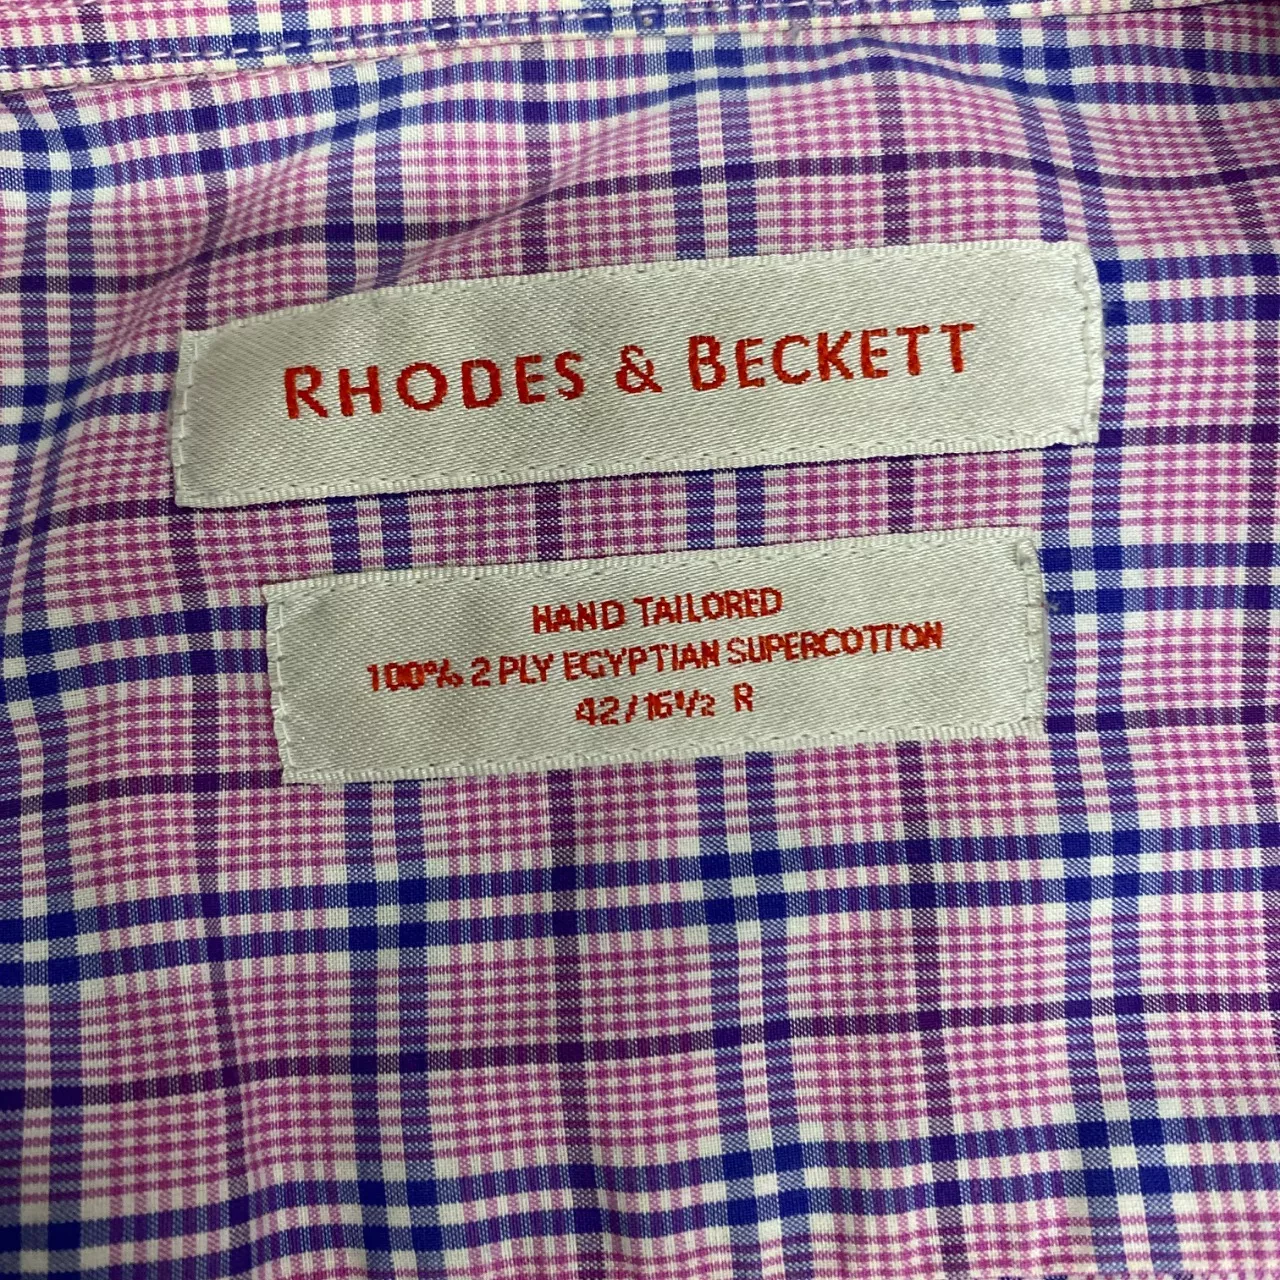 RHODES & BECKETT
HAND TAILORED
100% 2 PLY EGYPTIAN SUPERCOTTON
42/16½ R